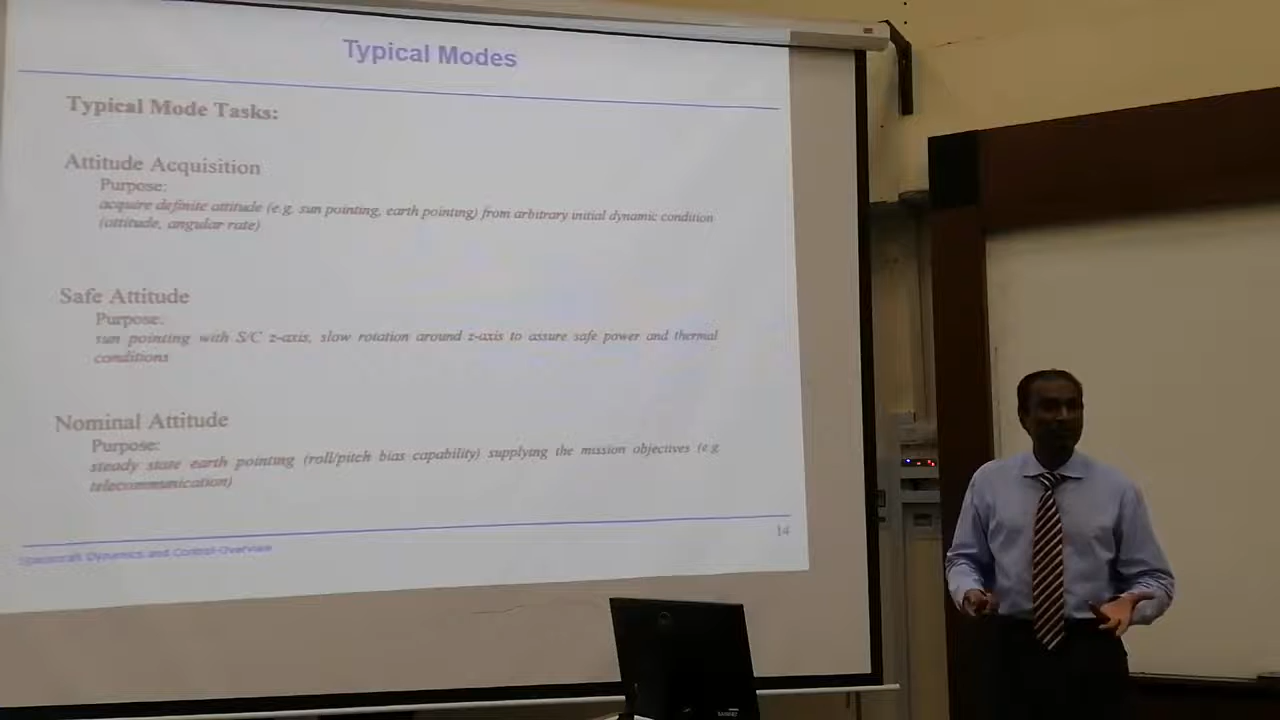 Typical Modes
Typical Mode Tasks:
Attitude Acquisition
Purpose:
acquire definite attitude (e.g. sun pointing, earth pointing) from arbitrary initial dynamic condition
(attitude, angular rate)
Safe Attitude
Purpose:
sun pointing with S/C z-axis, slow rotation around z-axis to assure safe power and thermal
conditions
Nominal Attitude
Purpose:
steady state earth pointing (roll/pitch bias capability) supplying the mission objectives (e.g.
telecommunication)
Spacecraft Dynamics and Control-Overview
14